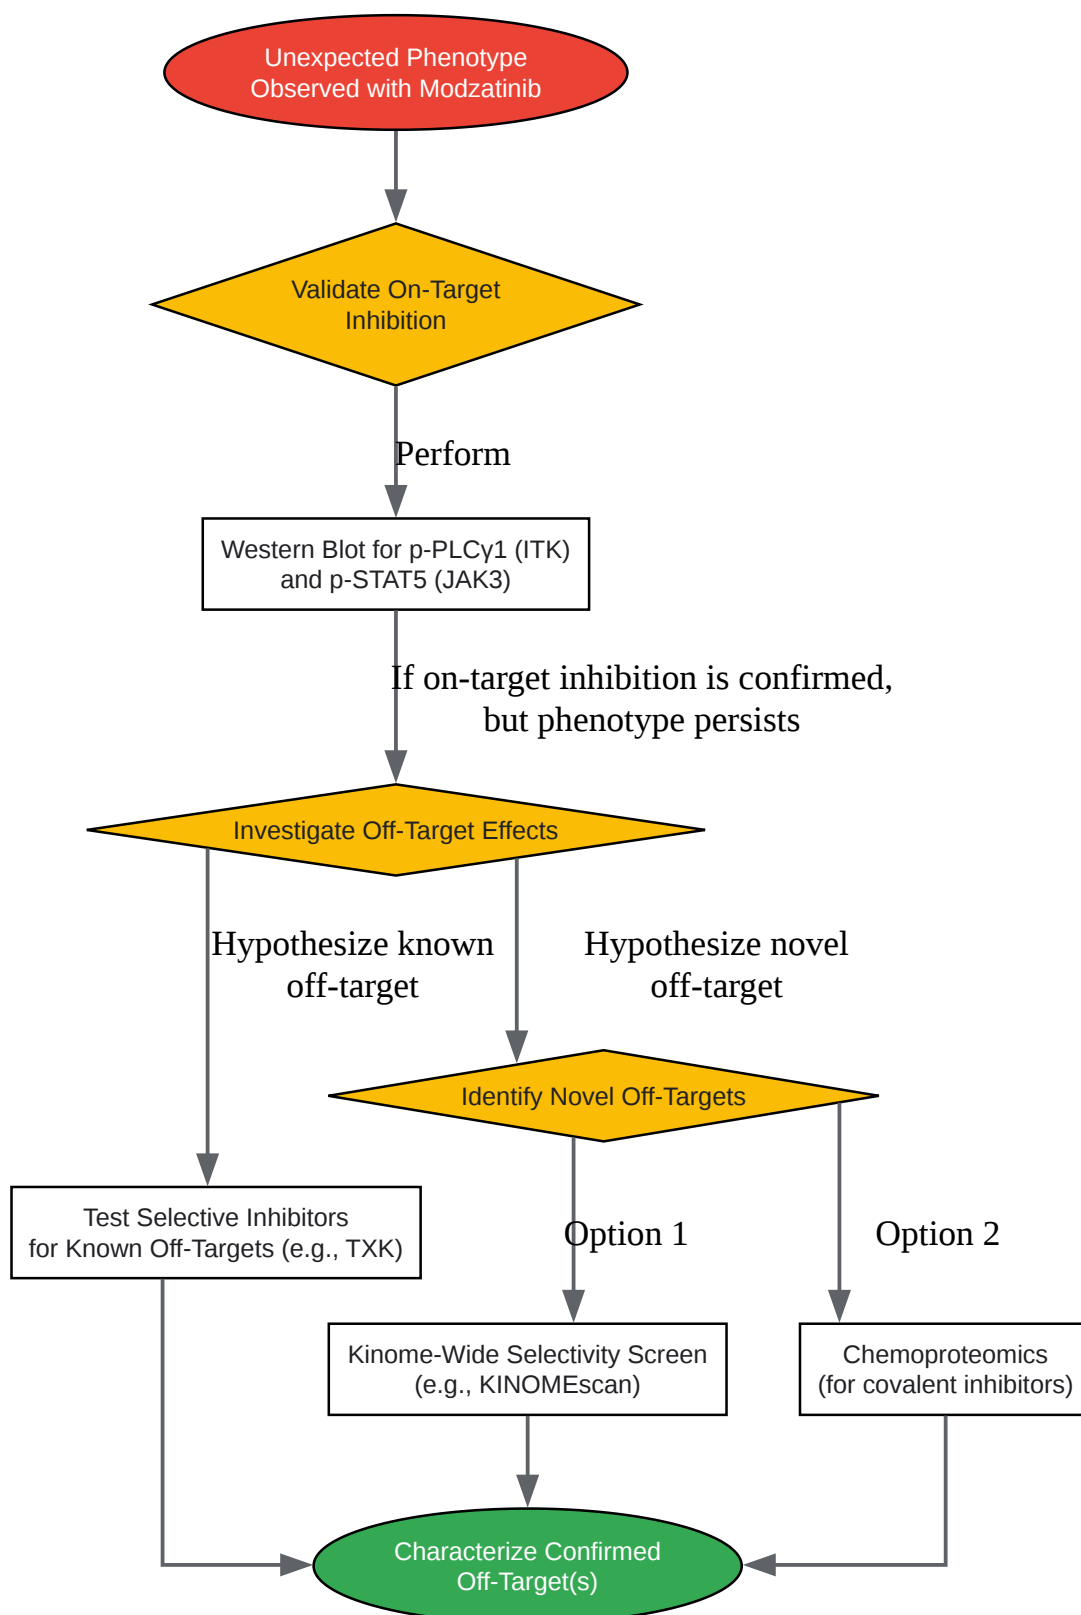 Unexpected Phenotype
Observed with Modzatinib
Validate On-Target
Inhibition
Perform
Western Blot for p-PLCγ1 (ITK)
and p-STAT5 (JAK3)
If on-target inhibition is confirmed,
but phenotype persists
Investigate Off-Target Effects
Hypothesize known
off-target
Hypothesize novel
off-target
Identify Novel Off-Targets
Test Selective Inhibitors
for Known Off-Targets (e.g., TXK)
Option 1
Option 2
Kinome-Wide Selectivity Screen
(e.g., KINOMEscan)
Chemoproteomics
(for covalent inhibitors)
Characterize Confirmed
Off-Target(s)